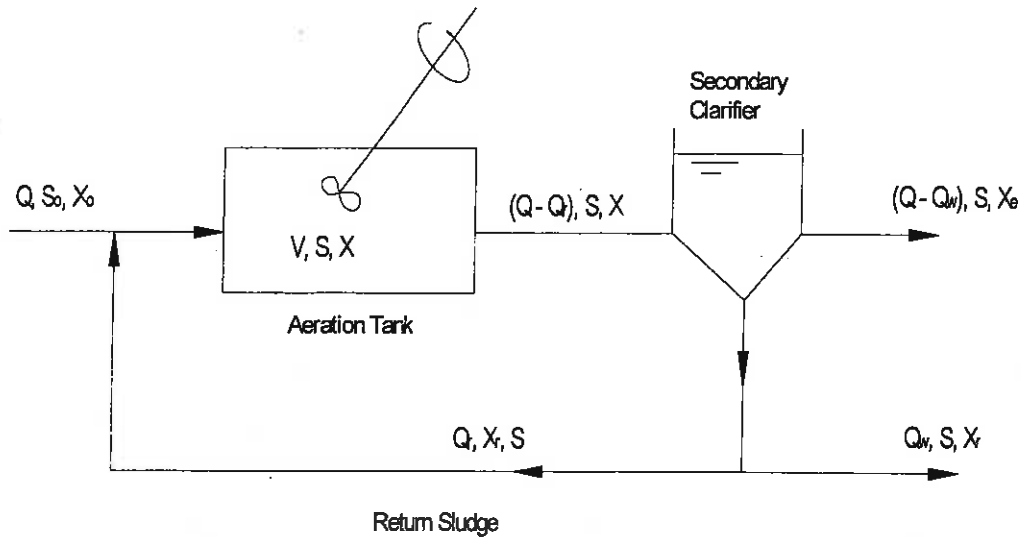 Secondary
Clarifier
Q, S₀, X₀
(Q - Qr), S, X
(Q - Qw), S, Xe
V, S, X
Aeration Tank
Qr, Xr, S
Qw, S, Xr
Return Sludge